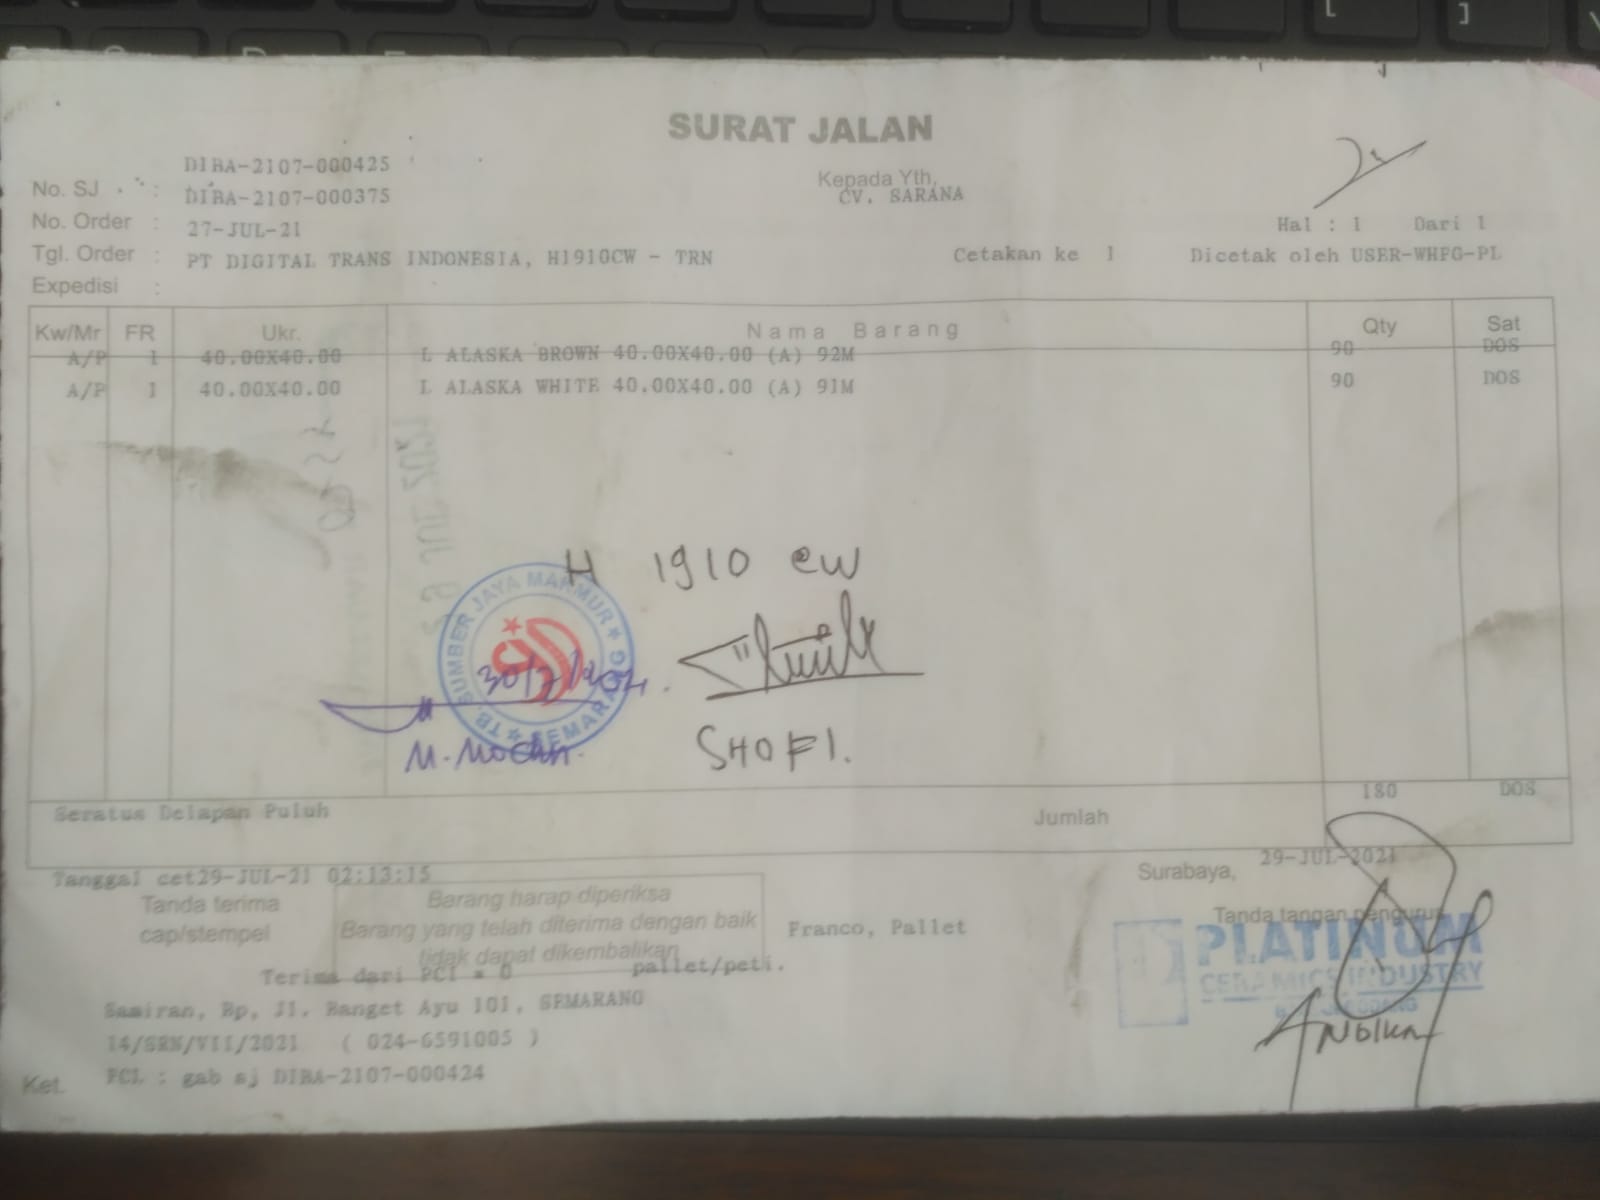 SURAT JALAN
DIBA-2107-000425
No. SJ : DIBA-2107-000375
Kepada Yth,
CV. SARANA
No. Order : 27-JUL-21
Hal : 1 Dari 1
Tgl. Order : PT DIGITAL TRANS INDONESIA, H1910CW - TRN
Cetakan ke 1 Dicetak oleh USER-WHFG-PL
Expedisi :
Kw/Mr FR Ukr. Nama Barang Qty Sat
A/P 1 40.00X40.00 L ALASKA BROWN 40.00X40.00 (A) 92M 90 DOS
A/P 1 40.00X40.00 L ALASKA WHITE 40.00X40.00 (A) 91M 90 DOS
H 1910 CW
TB. SUMBER JAYA MAKMUR
SEMARANG
30/7/2021.
SHOFI.
180 DOS
Seratus Delapan Puluh Jumlah
Surabaya, 29-JUL-2021
Tanggal cet29-JUL-21 02:13:15
Tanda terima
cap/stempel
Barang harap diperiksa
Barang yang telah diterima dengan baik
tidak dapat dikembalikan
Franco, Pallet
Tanda tangan pengurus
PLATINUM
CERAMICS INDUSTRY
ANDIKA
Terima dari PCI = 0 pallet/peti.
Samiran, Bp, Jl. Banget Ayu 101, SEMARANG
14/SRN/VII/2021 ( 024-6591005 )
Ket. FCL : gab sj DIBA-2107-000424